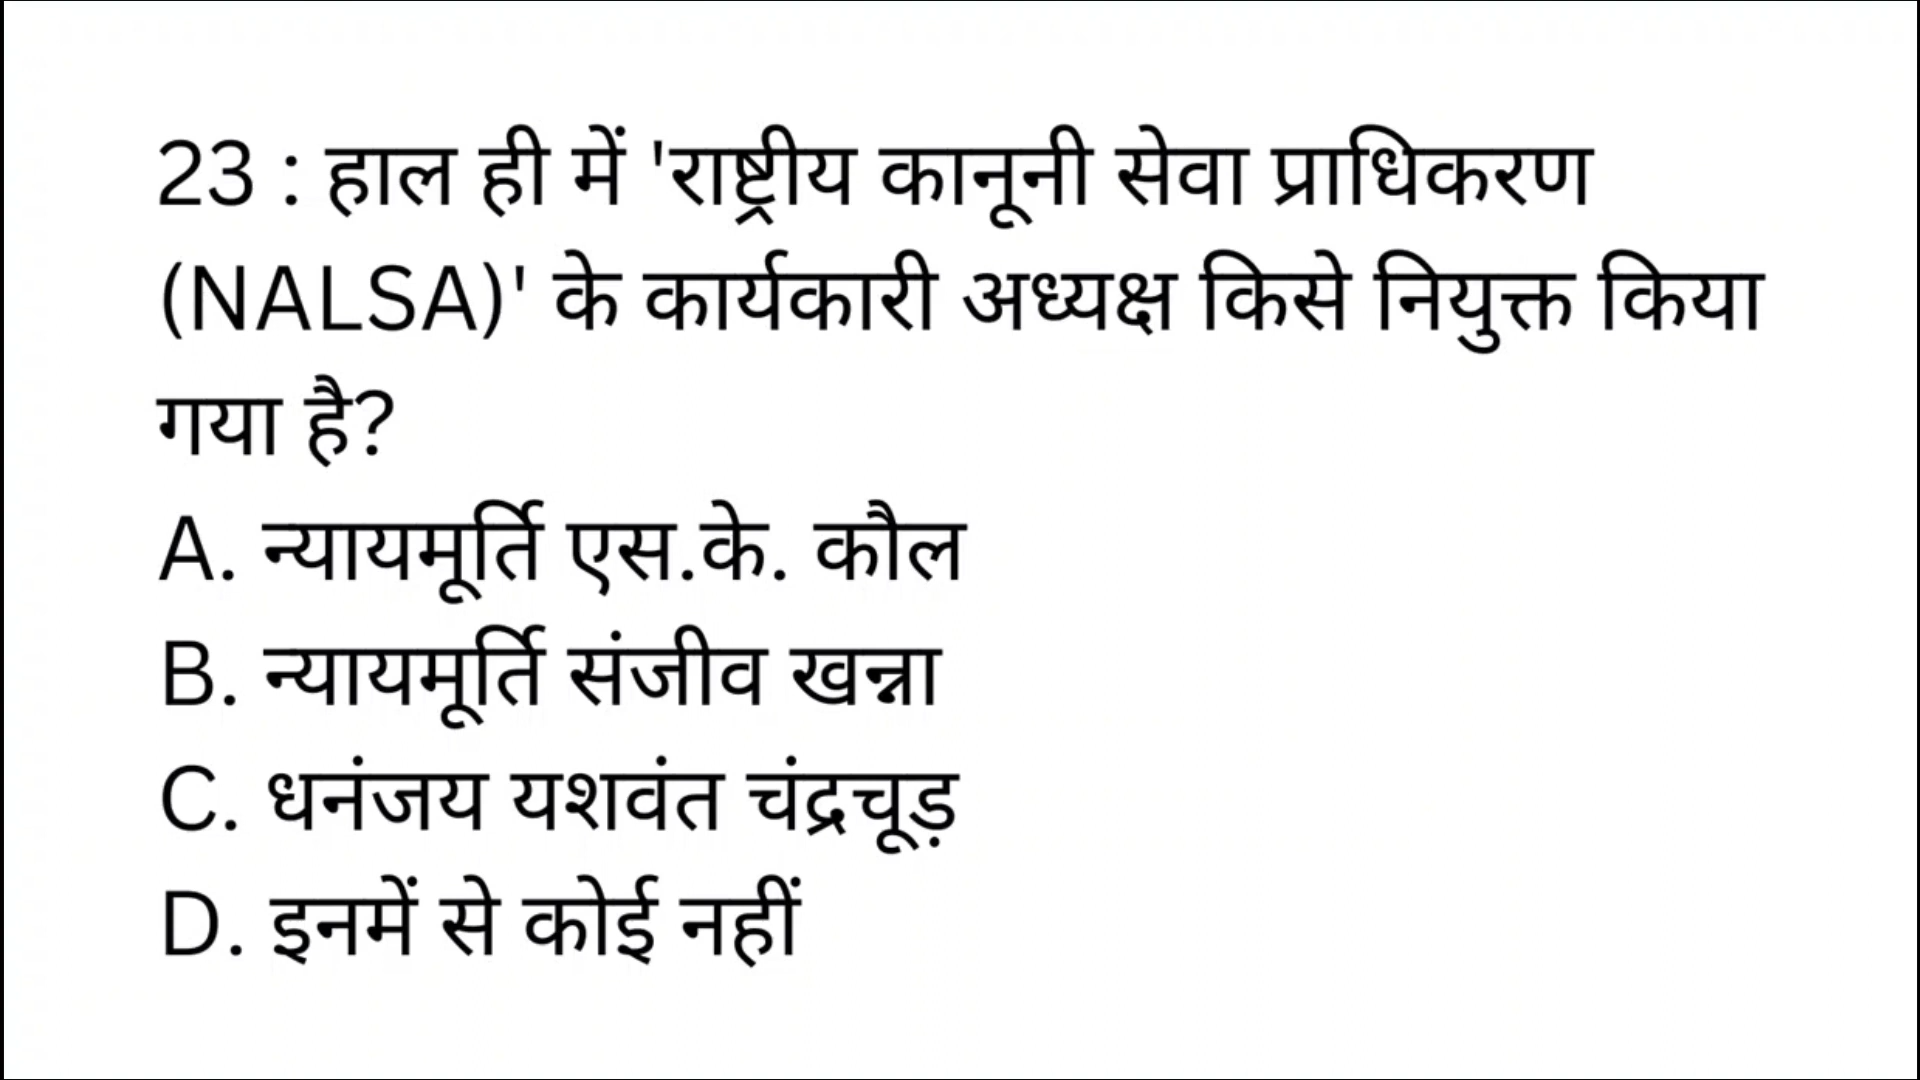 23 : हाल ही में 'राष्ट्रीय कानूनी सेवा प्राधिकरण
(NALSA)' के कार्यकारी अध्यक्ष किसे नियुक्त किया
गया है?
A. न्यायमूर्ति एस.के. कौल
B. न्यायमूर्ति संजीव खन्ना
C. धनंजय यशवंत चंद्रचूड़
D. इनमें से कोई नहीं